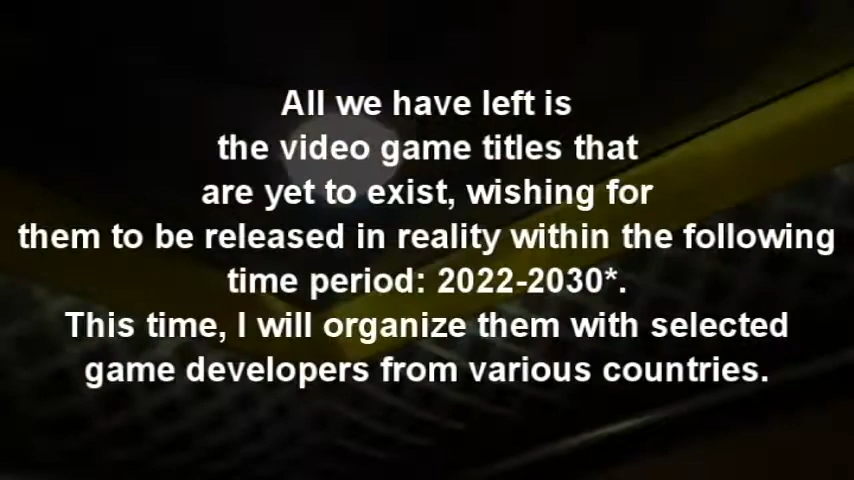 All we have left is
the video game titles that
are yet to exist, wishing for
them to be released in reality within the following
time period: 2022-2030*.
This time, I will organize them with selected
game developers from various countries.